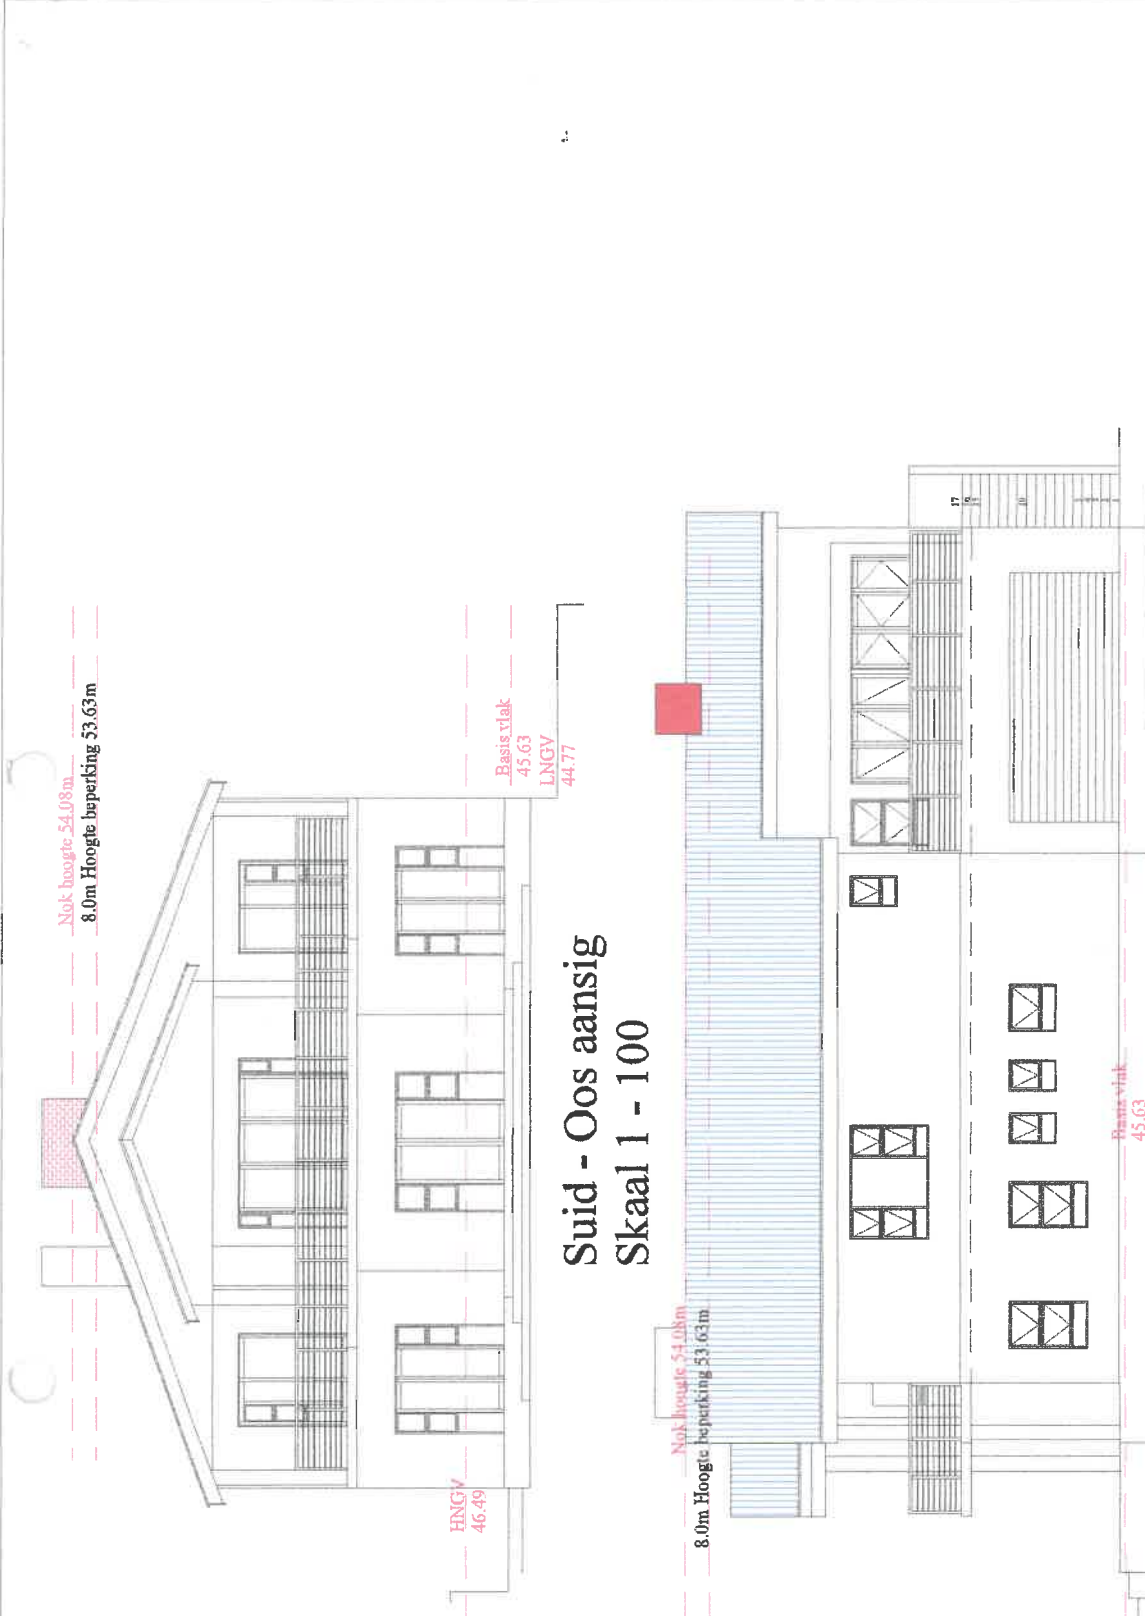 Nok hoogte 54.08m
8.0m Hoogte beperking 53.63m
HNGV
46.49
Basis vlak
45.63
LNGV
44.77
Suid - Oos aansig
Skaal 1 - 100
Nok hoogte 54.08m
8.0m Hoogte beperking 53.63m
17
10
Basis vlak
45.63